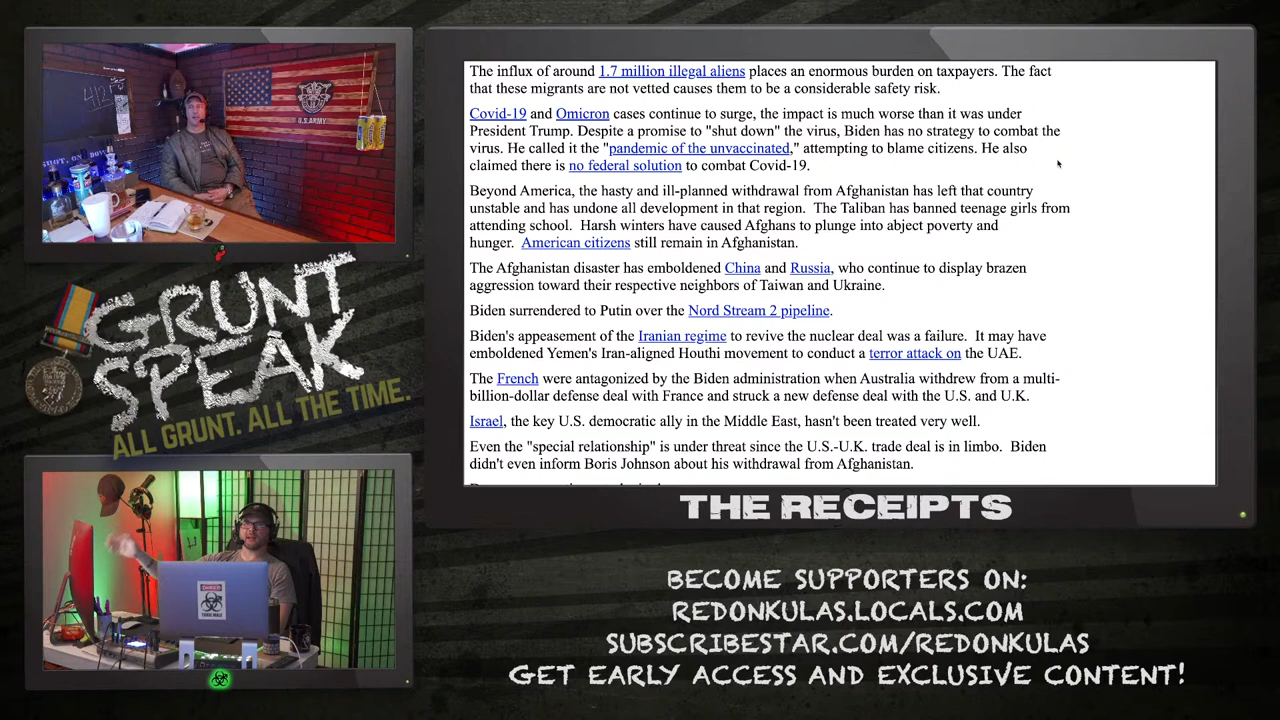 412
SHOT, ON, DO
U.S. ARMY
GRUNT
SPEAK
ALL GRUNT. ALL THE TIME.
DANGER
The influx of around 1.7 million illegal aliens places an enormous burden on taxpayers. The fact
that these migrants are not vetted causes them to be a considerable safety risk.
Covid-19 and Omicron cases continue to surge, the impact is much worse than it was under
President Trump. Despite a promise to "shut down" the virus, Biden has no strategy to combat the
virus. He called it the "pandemic of the unvaccinated," attempting to blame citizens. He also
claimed there is no federal solution to combat Covid-19.
Beyond America, the hasty and ill-planned withdrawal from Afghanistan has left that country
unstable and has undone all development in that region. The Taliban has banned teenage girls from
attending school. Harsh winters have caused Afghans to plunge into abject poverty and
hunger. American citizens still remain in Afghanistan.
The Afghanistan disaster has emboldened China and Russia, who continue to display brazen
aggression toward their respective neighbors of Taiwan and Ukraine.
Biden surrendered to Putin over the Nord Stream 2 pipeline.
Biden's appeasement of the Iranian regime to revive the nuclear deal was a failure. It may have
emboldened Yemen's Iran-aligned Houthi movement to conduct a terror attack on the UAE.
The French were antagonized by the Biden administration when Australia withdrew from a multi-
billion-dollar defense deal with France and struck a new defense deal with the U.S. and U.K.
Israel, the key U.S. democratic ally in the Middle East, hasn't been treated very well.
Even the "special relationship" is under threat since the U.S.-U.K. trade deal is in limbo. Biden
didn't even inform Boris Johnson about his withdrawal from Afghanistan.
THE RECEIPTS
BECOME SUPPORTERS ON:
REDONKULAS.LOCALS.COM
SUBSCRIBESTAR.COM/REDONKULAS
GET EARLY ACCESS AND EXCLUSIVE CONTENT!